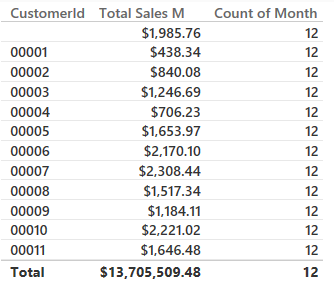 CustomerId Total Sales M Count of Month
$1,985.76 12
00001 $438.34 12
00002 $840.08 12
00003 $1,246.69 12
00004 $706.23 12
00005 $1,653.97 12
00006 $2,170.10 12
00007 $2,308.44 12
00008 $1,517.34 12
00009 $1,184.11 12
00010 $2,221.02 12
00011 $1,646.48 12
Total $13,705,509.48 12